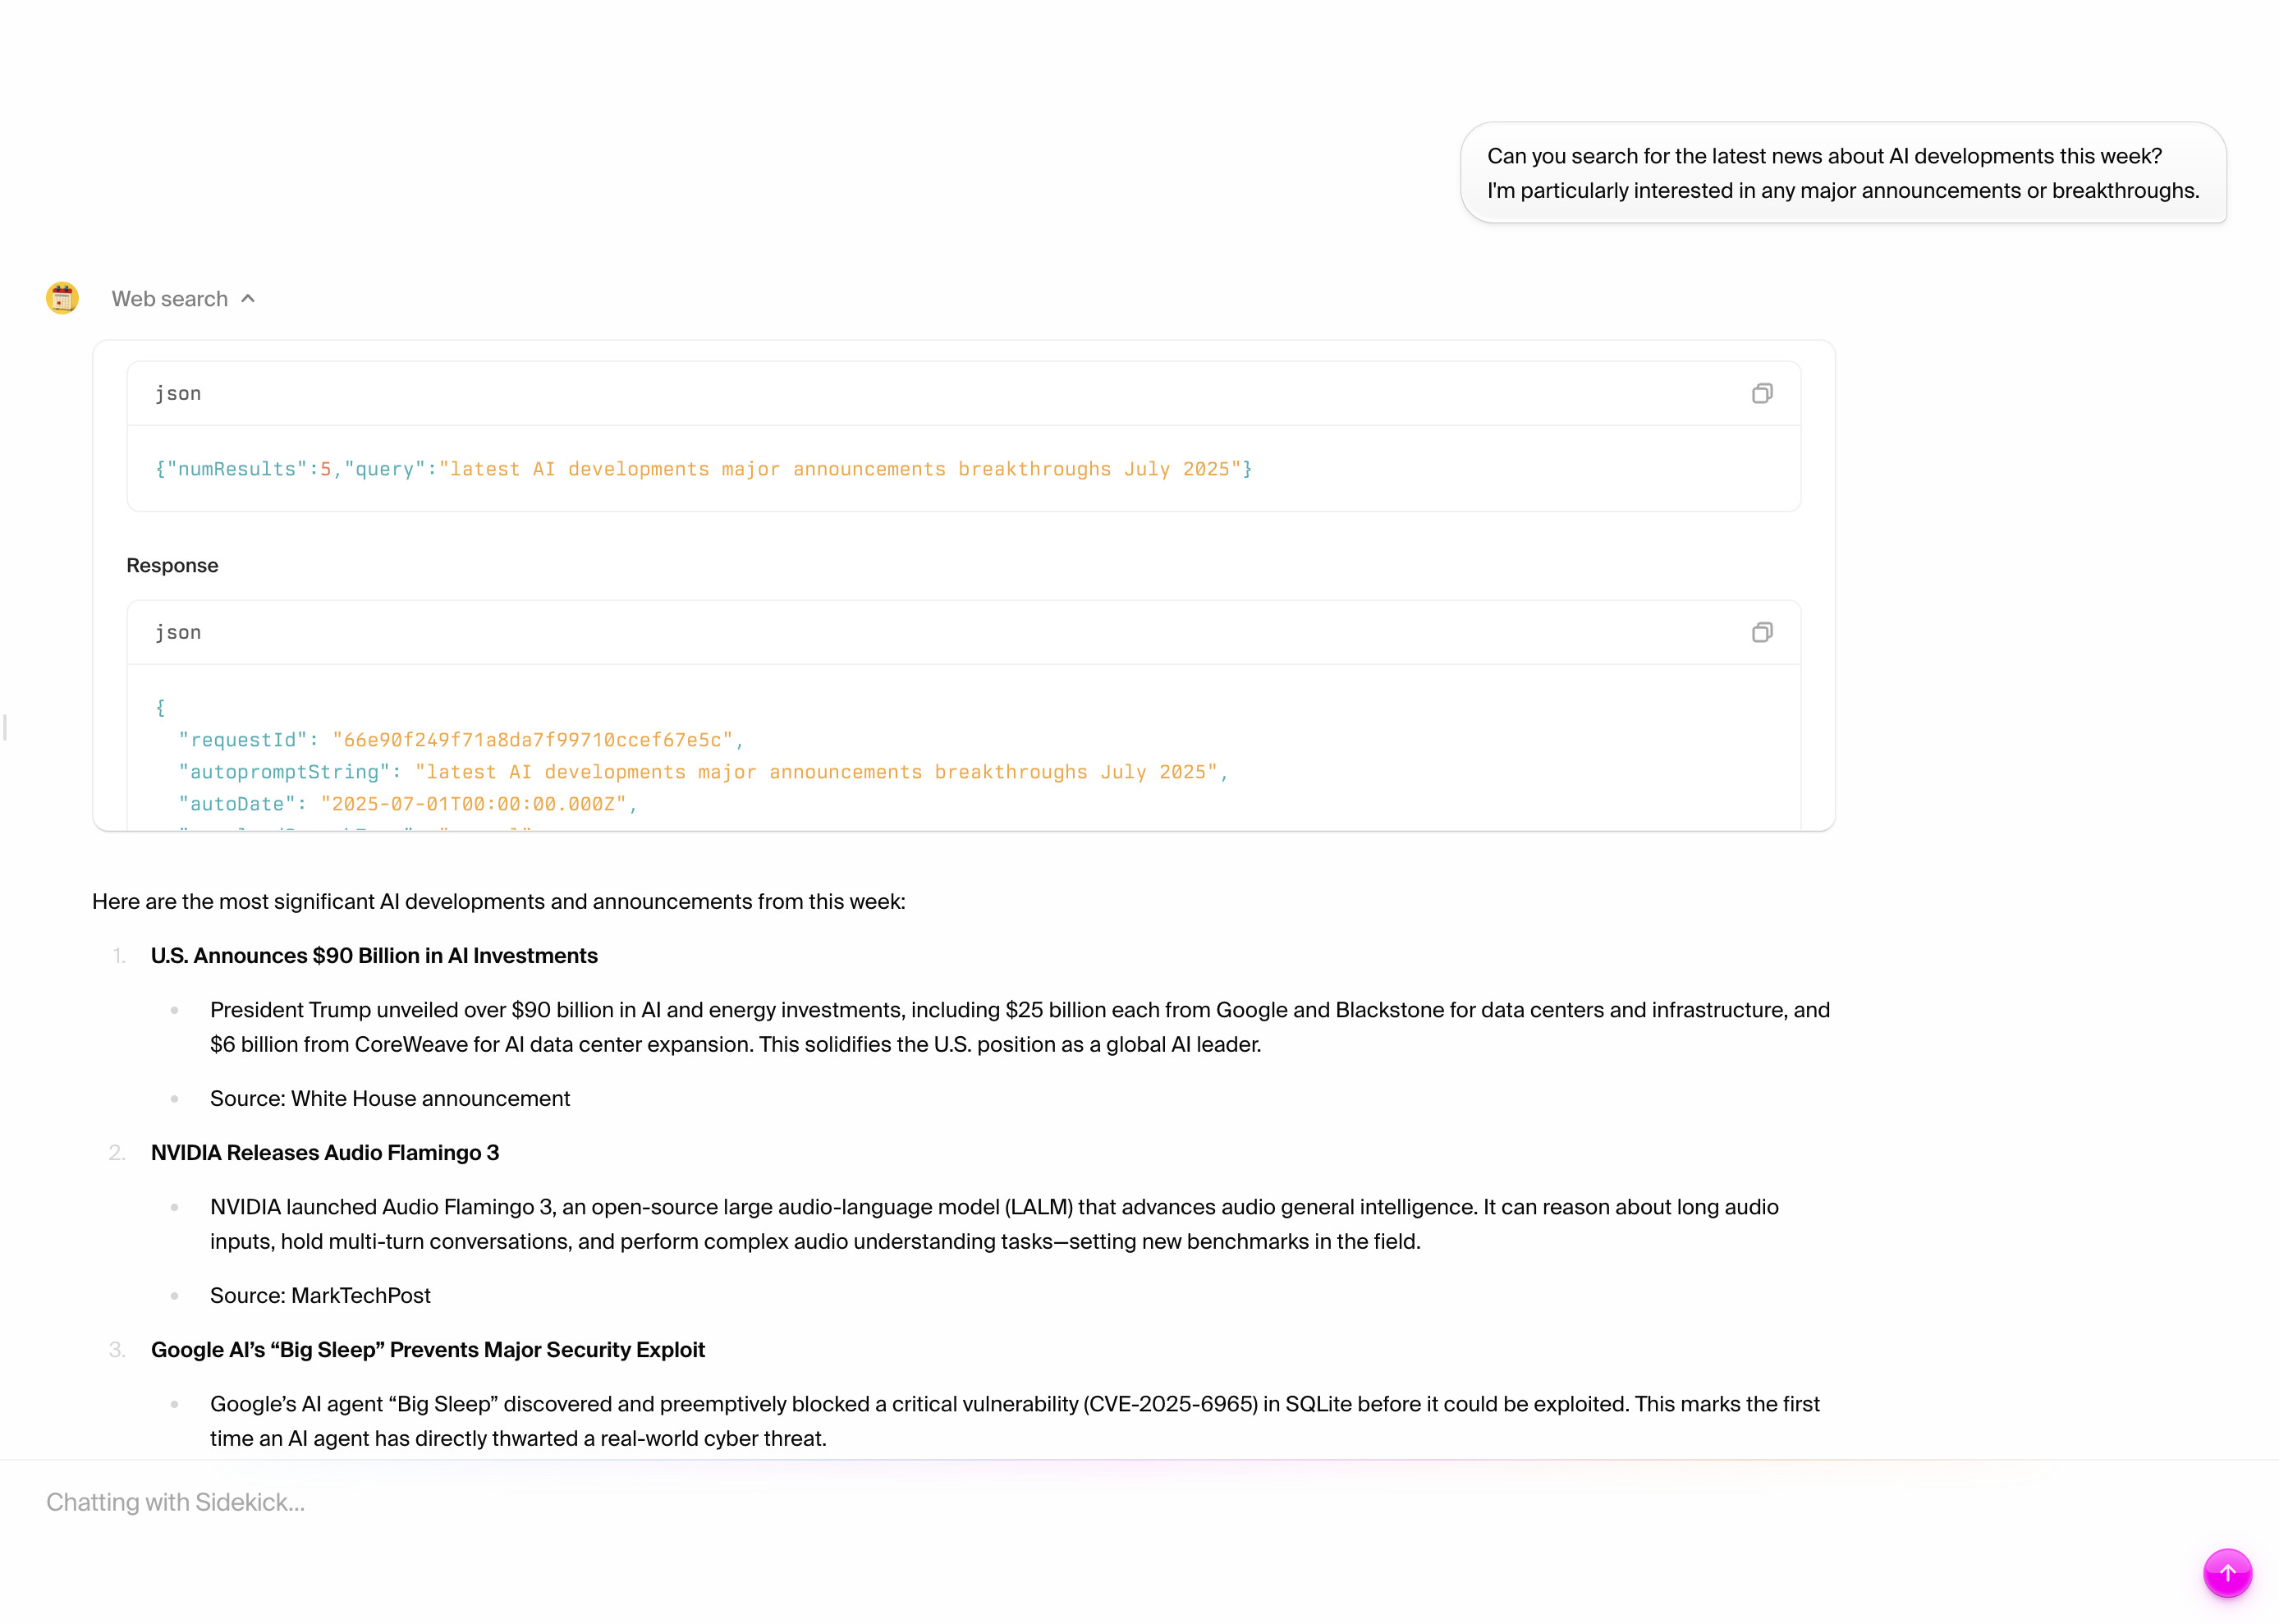 Can you search for the latest news about AI developments this week?
I'm particularly interested in any major announcements or breakthroughs.
Web search
json
{"numResults":5,"query":"latest AI developments major announcements breakthroughs July 2025"}
Response
json
{
"requestId": "66e90f249f71a8da7f99710ccef67e5c",
"autopromptString": "latest AI developments major announcements breakthroughs July 2025",
"autoDate": "2025-07-01T00:00:00.000Z",
Here are the most significant AI developments and announcements from this week:
1. U.S. Announces $90 Billion in AI Investments
President Trump unveiled over $90 billion in AI and energy investments, including $25 billion each from Google and Blackstone for data centers and infrastructure, and
$6 billion from CoreWeave for AI data center expansion. This solidifies the U.S. position as a global AI leader.
Source: White House announcement
2. NVIDIA Releases Audio Flamingo 3
NVIDIA launched Audio Flamingo 3, an open-source large audio-language model (LALM) that advances audio general intelligence. It can reason about long audio
inputs, hold multi-turn conversations, and perform complex audio understanding tasks—setting new benchmarks in the field.
Source: MarkTechPost
3. Google AI’s “Big Sleep” Prevents Major Security Exploit
Google’s AI agent “Big Sleep” discovered and preemptively blocked a critical vulnerability (CVE-2025-6965) in SQLite before it could be exploited. This marks the first
time an AI agent has directly thwarted a real-world cyber threat.
Chatting with Sidekick...